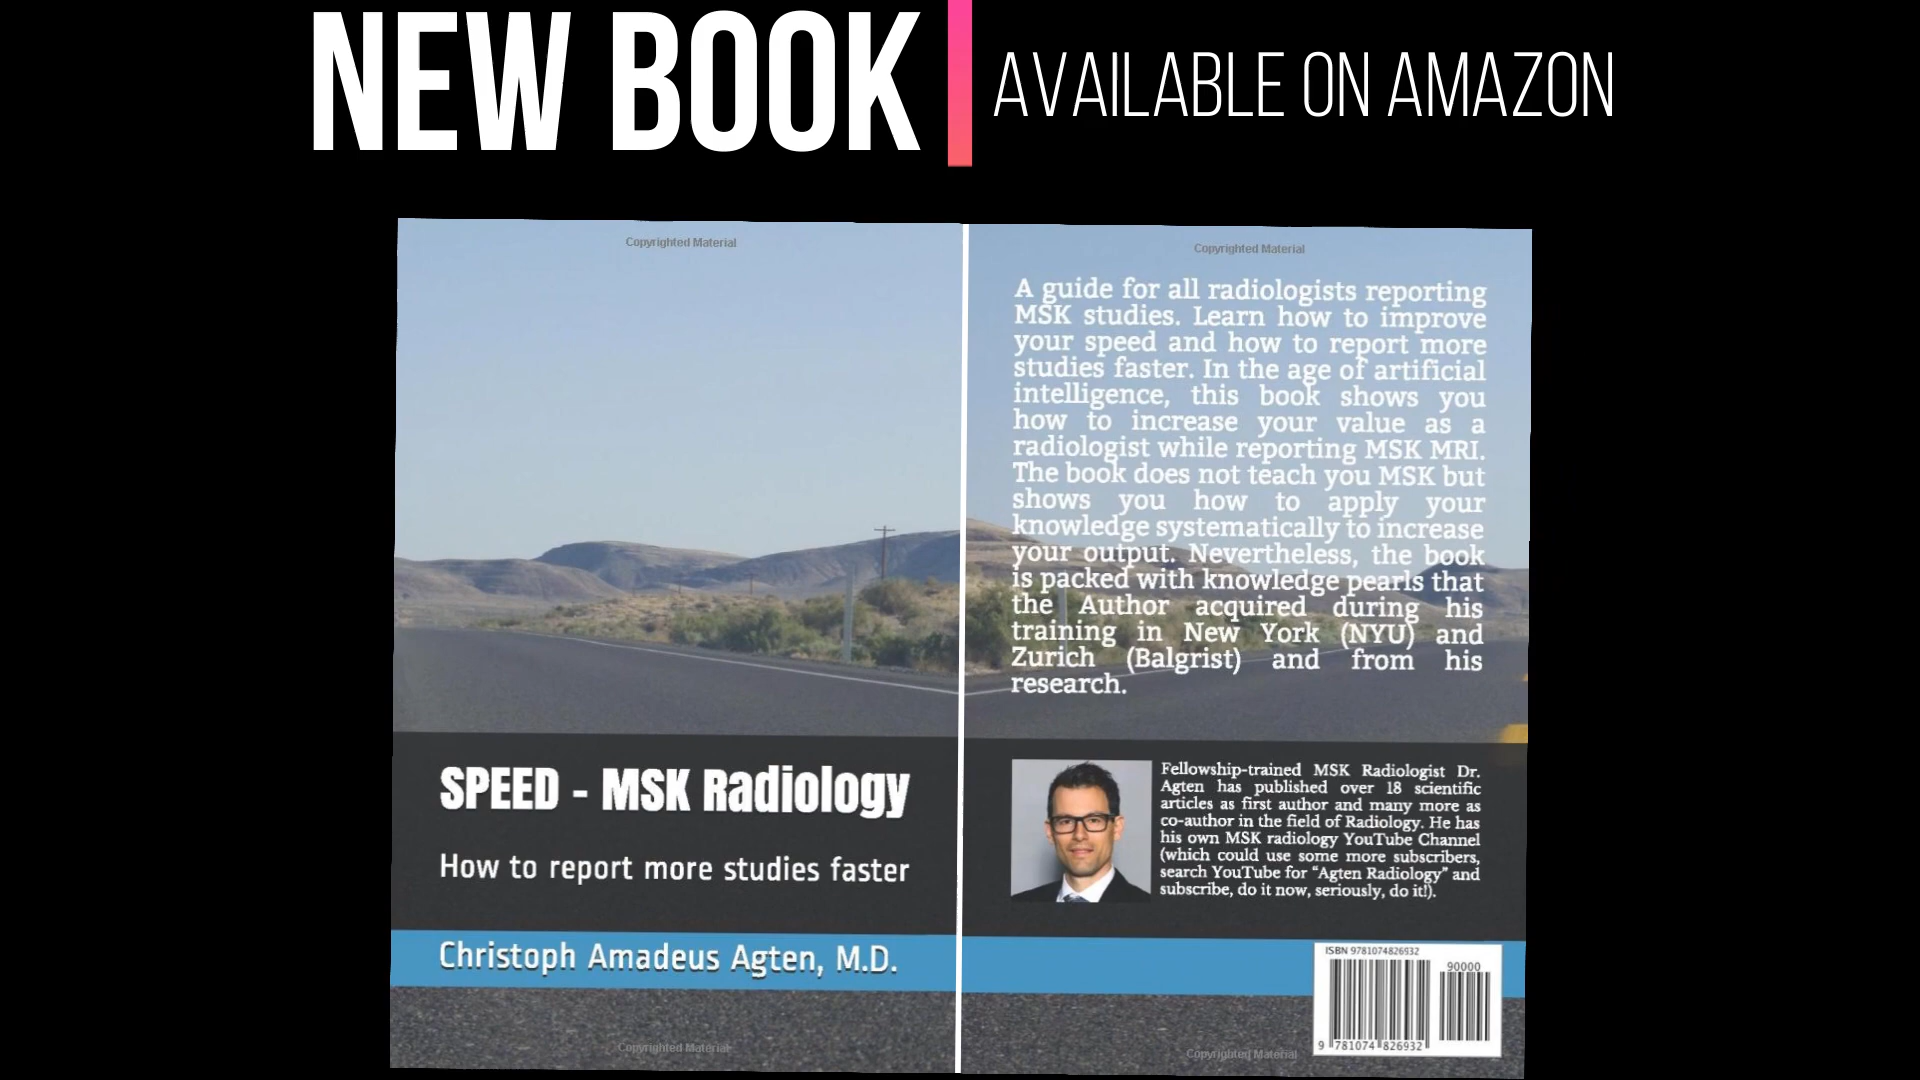 NEW BOOK
AVAILABLE ON AMAZON
Copyrighted Material
SPEED - MSK Radiology
How to report more studies faster
Christoph Amadeus Agten, M.D.
Copyrighted Material
Copyrighted Material
A guide for all radiologists reporting
MSK studies. Learn how to improve
your speed and how to report more
studies faster. In the age of artificial
intelligence, this book shows you
how to increase your value as a
radiologist while reporting MSK MRI.
The book does not teach you MSK but
shows you how to apply your
knowledge systematically to increase
your output. Nevertheless, the book
is packed with knowledge pearls that
the Author acquired during his
training in New York (NYU) and
Zurich (Balgrist) and from his
research.
Fellowship-trained MSK Radiologist Dr.
Agten has published over 18 scientific
articles as first author and many more as
co-author in the field of Radiology. He has
his own MSK radiology YouTube Channel
(which could use some more subscribers,
search YouTube for “Agten Radiology” and
subscribe, do it now, seriously, do it!).
ISBN 9781074826932
90000
9 781074 826932
Copyrighted Material